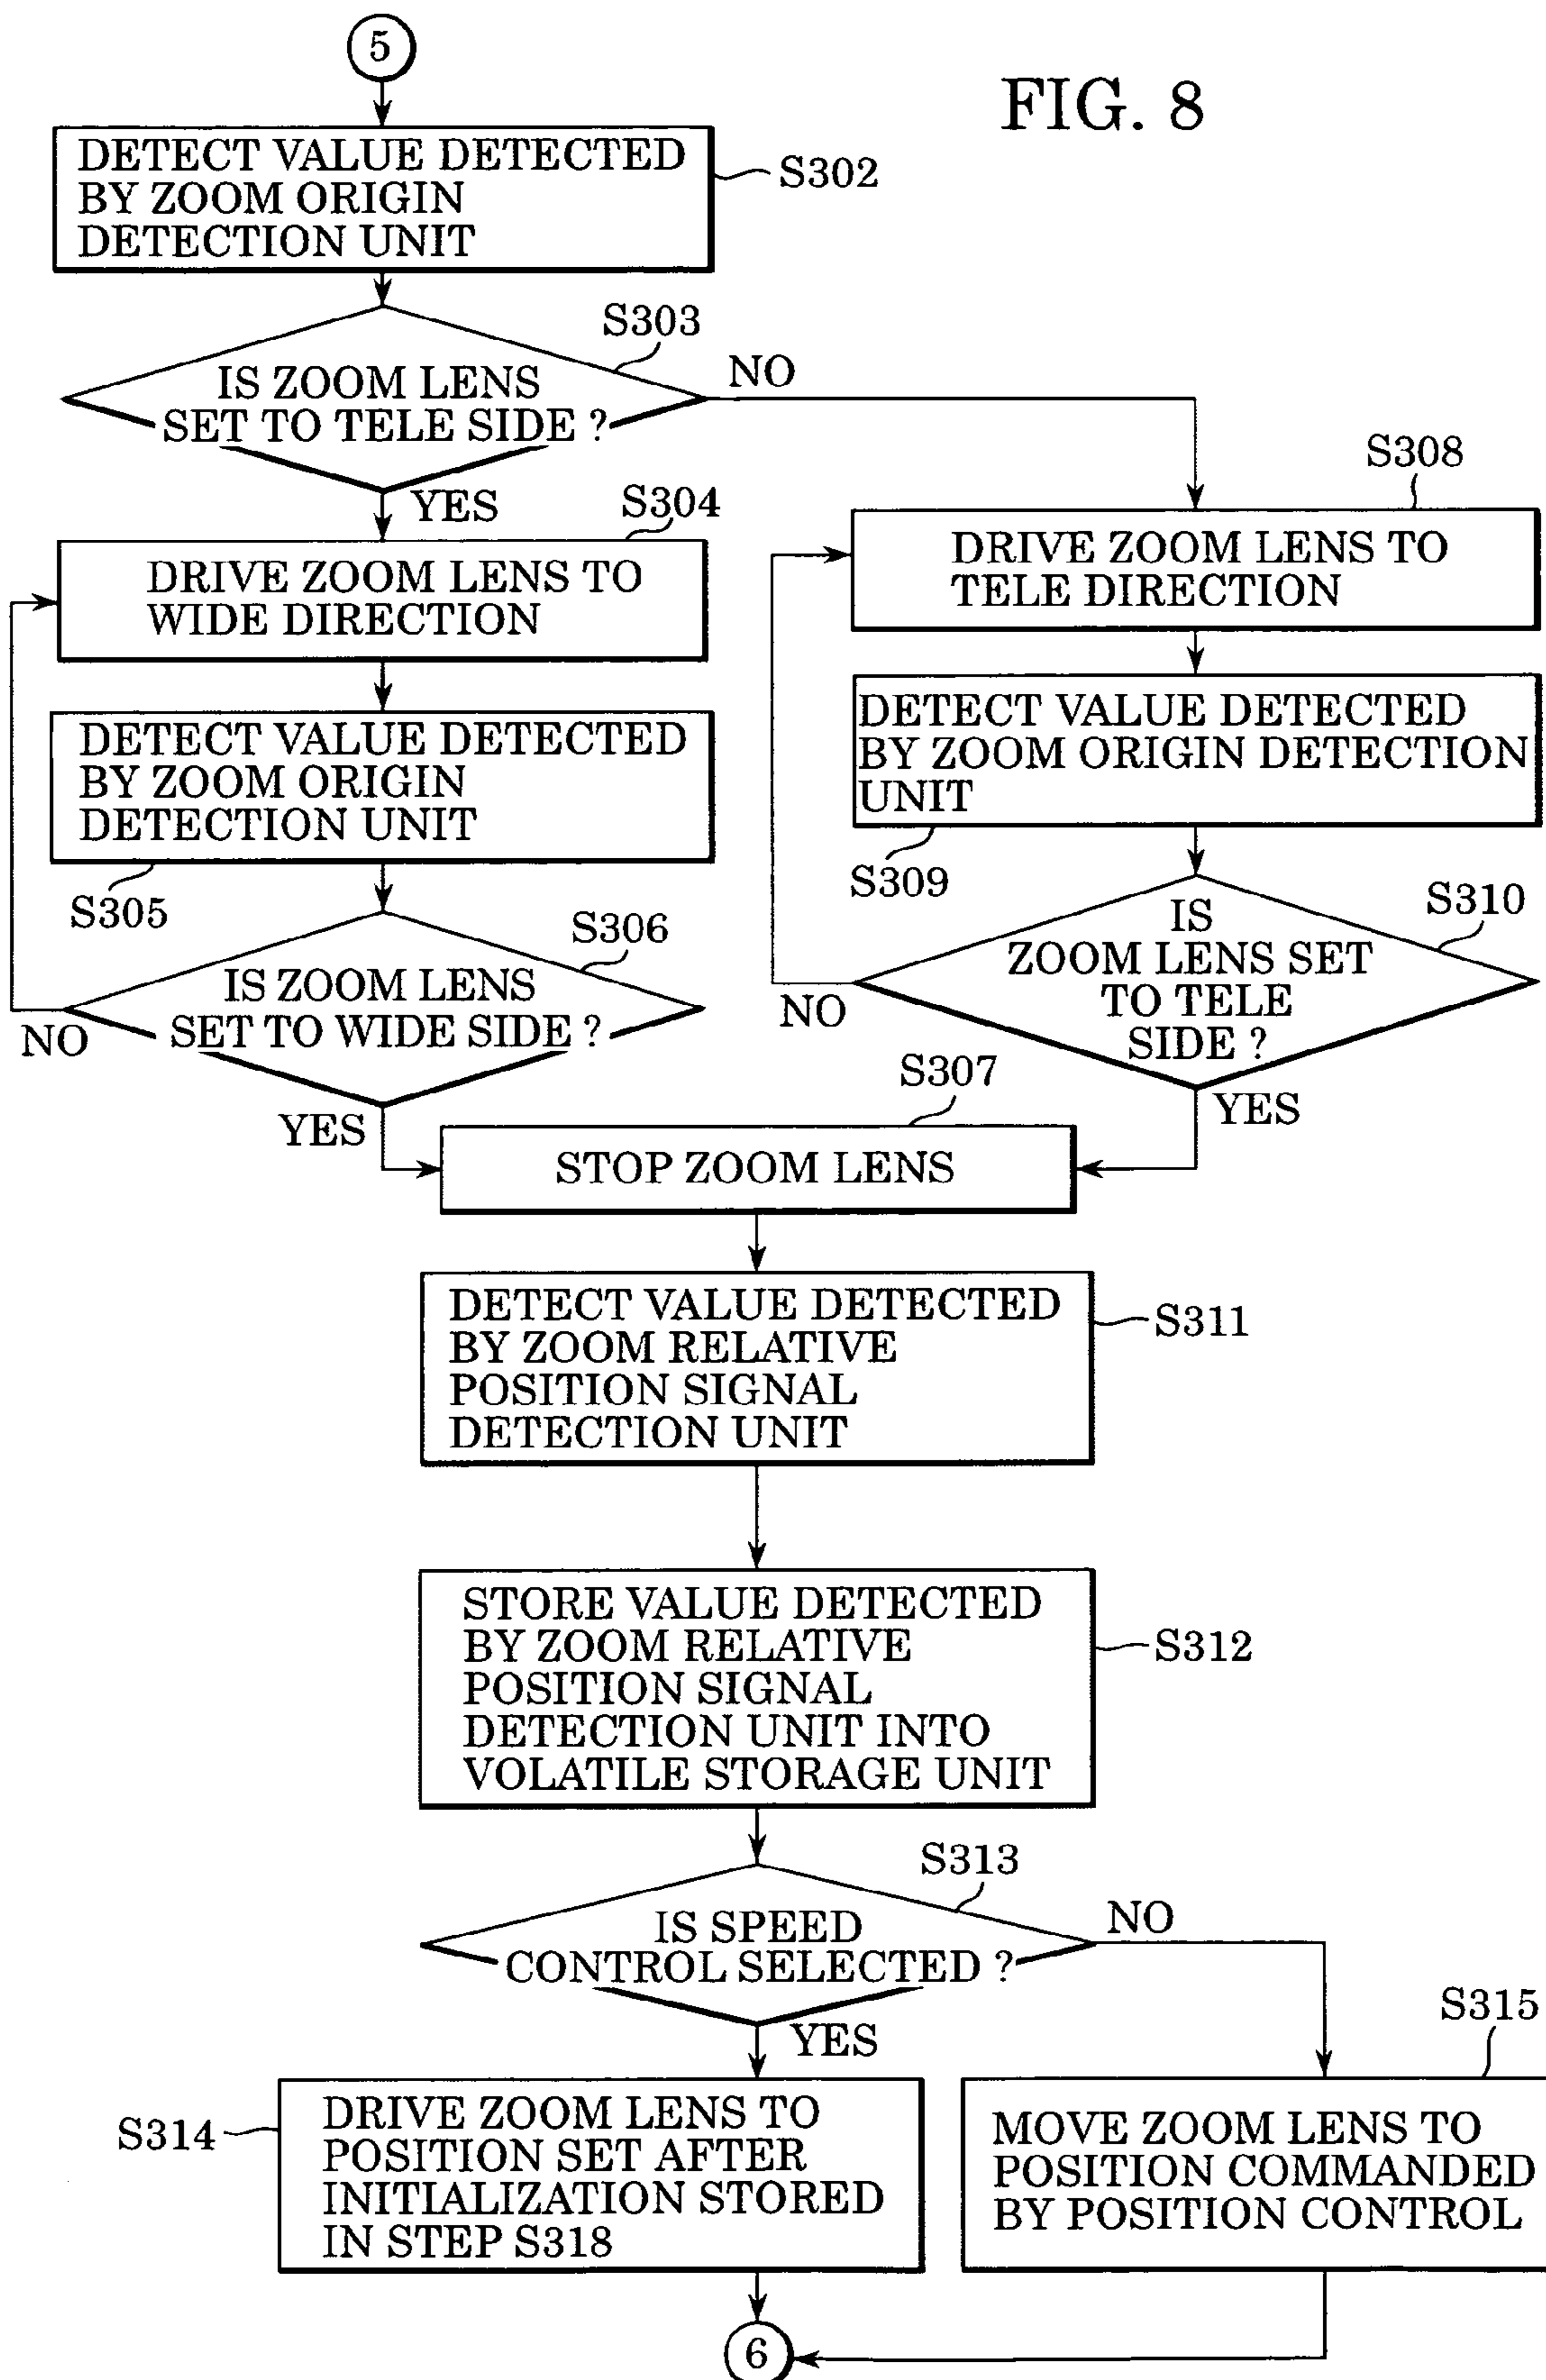 5
FIG. 8
DETECT VALUE DETECTED
BY ZOOM ORIGIN
DETECTION UNIT
S302
S303
IS ZOOM LENS
SET TO TELE SIDE ?
NO
YES
S304
DRIVE ZOOM LENS TO
WIDE DIRECTION
DETECT VALUE DETECTED
BY ZOOM ORIGIN
DETECTION UNIT
S305
S306
IS ZOOM LENS
SET TO WIDE SIDE ?
NO
YES
S308
DRIVE ZOOM LENS TO
TELE DIRECTION
DETECT VALUE DETECTED
BY ZOOM ORIGIN DETECTION
UNIT
S309
S310
IS
ZOOM LENS SET
TO TELE
SIDE ?
NO
YES
S307
STOP ZOOM LENS
DETECT VALUE DETECTED
BY ZOOM RELATIVE
POSITION SIGNAL
DETECTION UNIT
S311
STORE VALUE DETECTED
BY ZOOM RELATIVE
POSITION SIGNAL
DETECTION UNIT INTO
VOLATILE STORAGE UNIT
S312
S313
IS SPEED
CONTROL SELECTED ?
NO
YES
S314
DRIVE ZOOM LENS TO
POSITION SET AFTER
INITIALIZATION STORED
IN STEP S318
S315
MOVE ZOOM LENS TO
POSITION COMMANDED
BY POSITION CONTROL
6